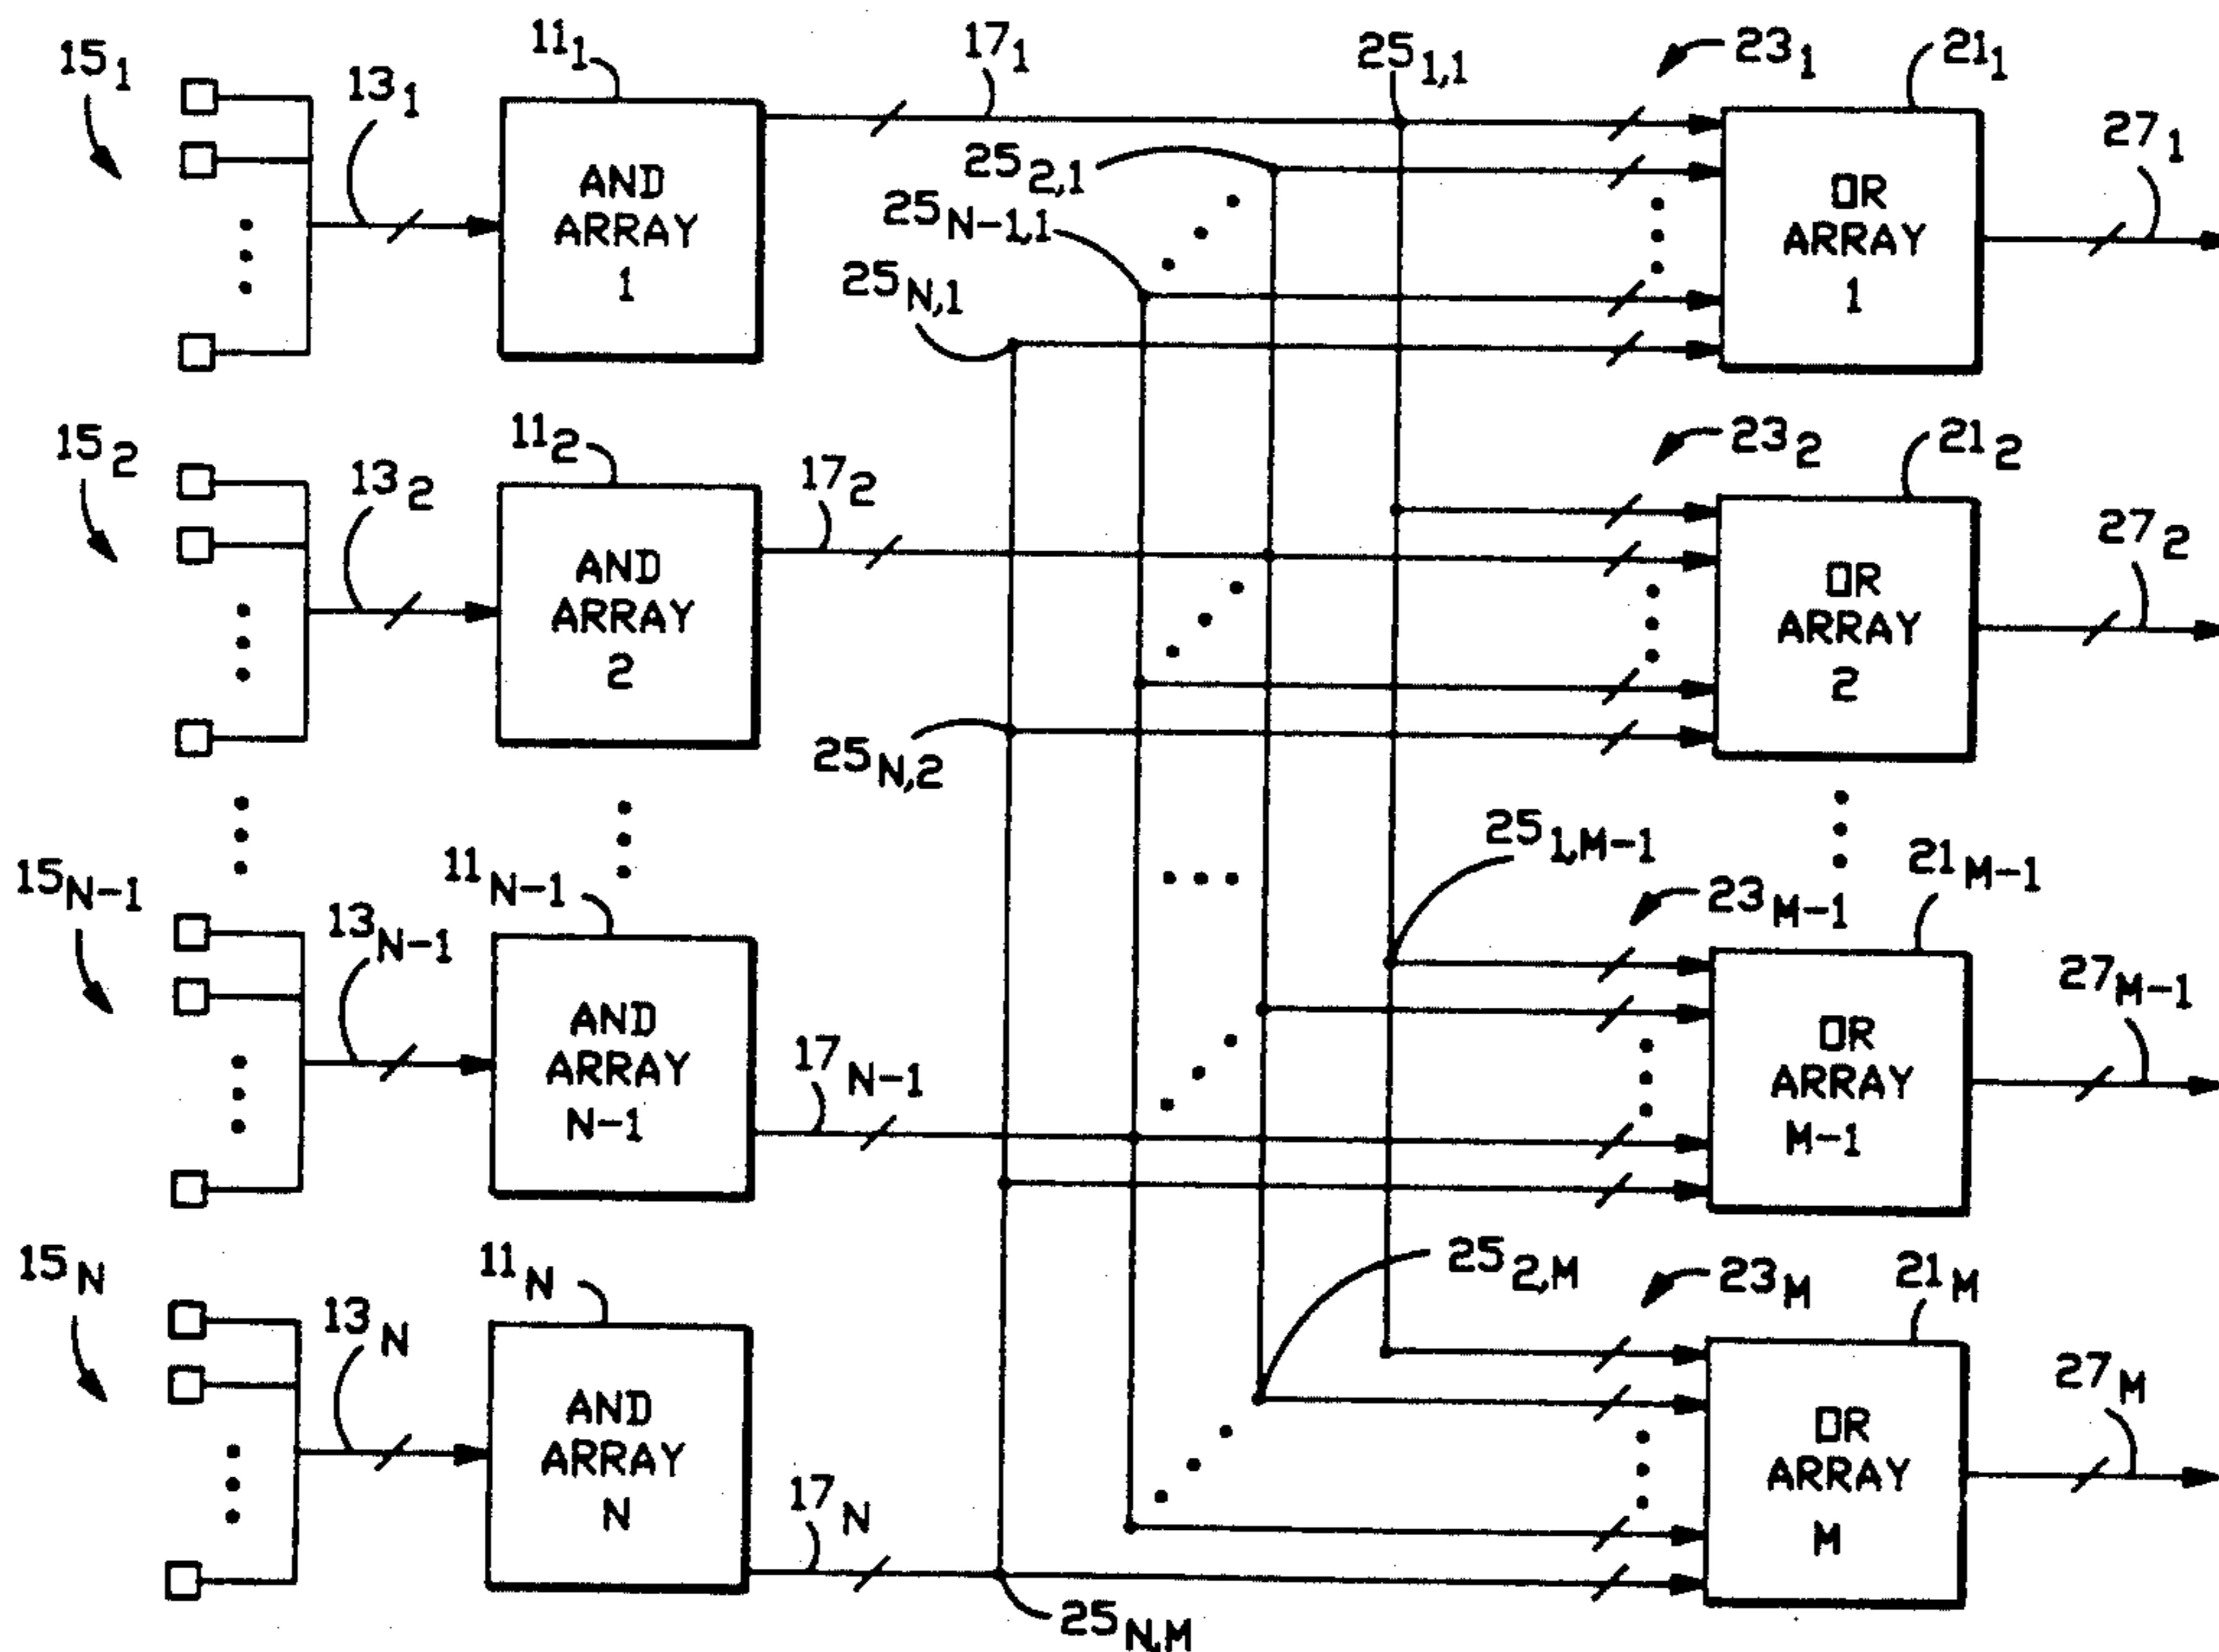 15₁
13₁
11₁
17₁
25₁,₁
23₁
21₁
27₁
AND
ARRAY
1
25₂,₁
25N-1,1
25N,1
OR
ARRAY
1
15₂
13₂
11₂
17₂
23₂
21₂
27₂
AND
ARRAY
2
OR
ARRAY
2
25N,2
15N-1
13N-1
11N-1
17N-1
25₁,M-1
23M-1
21M-1
27M-1
AND
ARRAY
N-1
OR
ARRAY
M-1
15N
13N
11N
17N
25₂,M
23M
21M
27M
AND
ARRAY
N
OR
ARRAY
M
25N,M